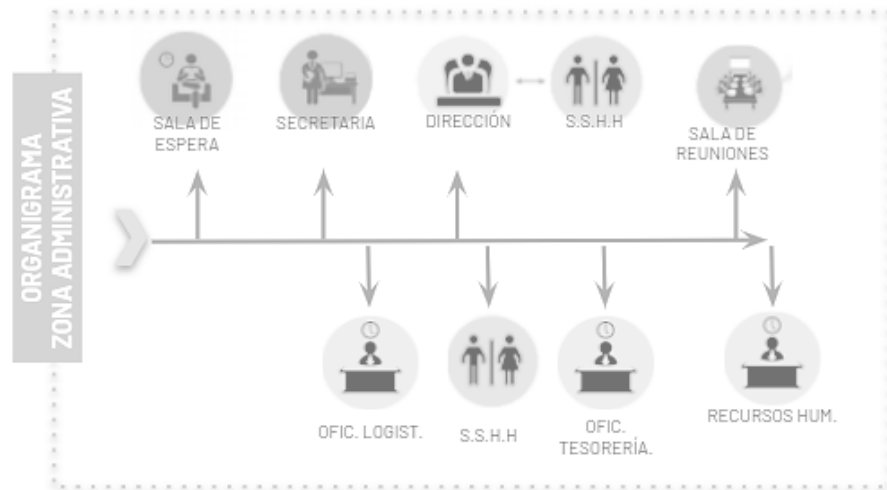 ORGANIGRAMA
ZONA ADMINISTRATIVA
SALA DE
ESPERA
SECRETARIA
DIRECCIÓN
S.S.H.H
SALA DE
REUNIONES
OFIC. LOGIST.
S.S.H.H
OFIC.
TESORERÍA.
RECURSOS HUM.